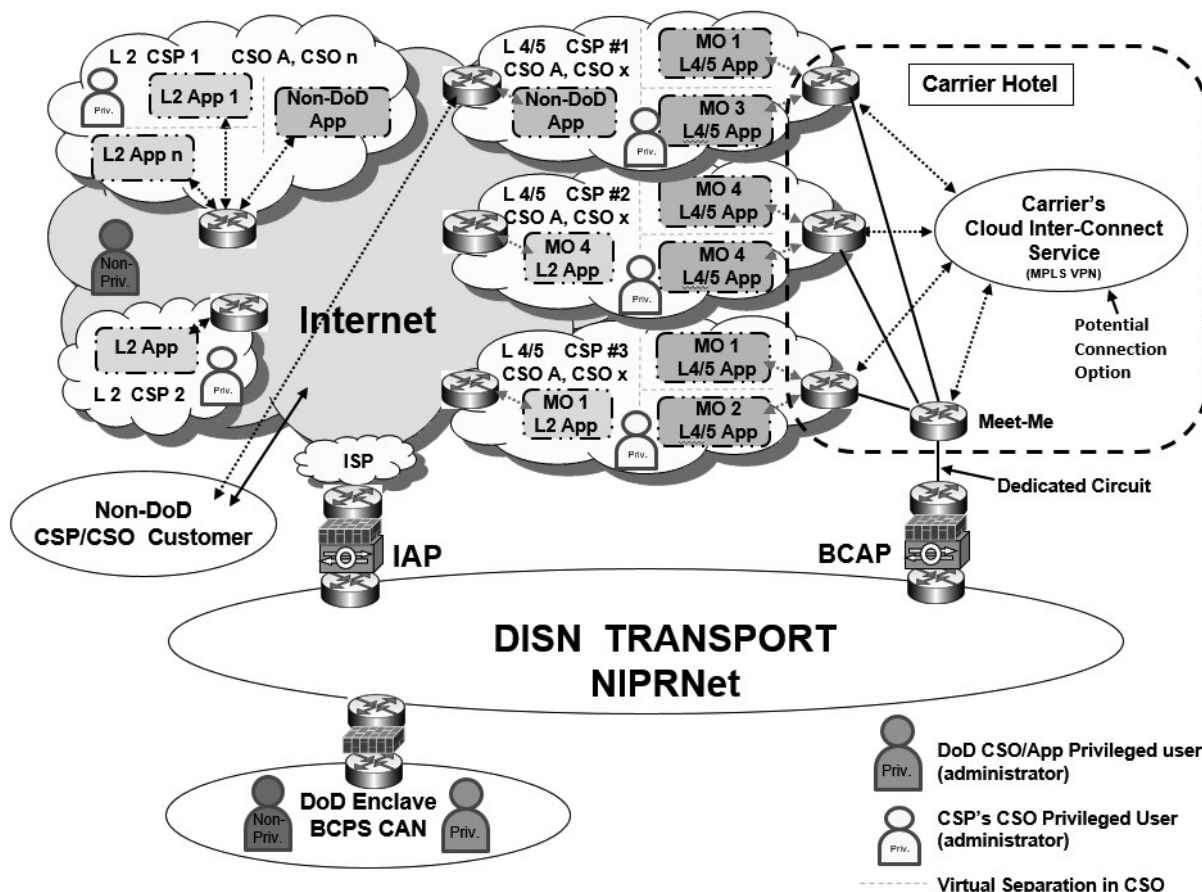 L 2 CSP 1 CSO A, CSO n
Priv.
L2 App 1
Non-DoD
App
L2 App n
Non-
Priv.
L2 App
L 2 CSP 2
Priv.
Internet
ISP
Non-DoD
CSP/CSO Customer
L 4/5 CSP #1
CSO A, CSO x
Non-DoD
App
Priv.
MO 1
L4/5 App
MO 3
L4/5 App
L 4/5 CSP #2
CSO A, CSO x
MO 4
L2 App
Priv.
MO 4
L4/5 App
MO 4
L4/5 App
L 4/5 CSP #3
CSO A, CSO x
MO 1
L2 App
Priv.
MO 1
L4/5 App
MO 2
L4/5 App
Carrier Hotel
Carrier's
Cloud Inter-Connect
Service
(MPLS VPN)
Potential
Connection
Option
Meet-Me
Dedicated Circuit
IAP
BCAP
DISN TRANSPORT
NIPRNet
Non-
Priv.
DoD Enclave
BCPS CAN
Priv.
Priv.
DoD CSO/App Privileged user
(administrator)
Priv.
CSP's CSO Privileged User
(administrator)
Virtual Separation in CSO